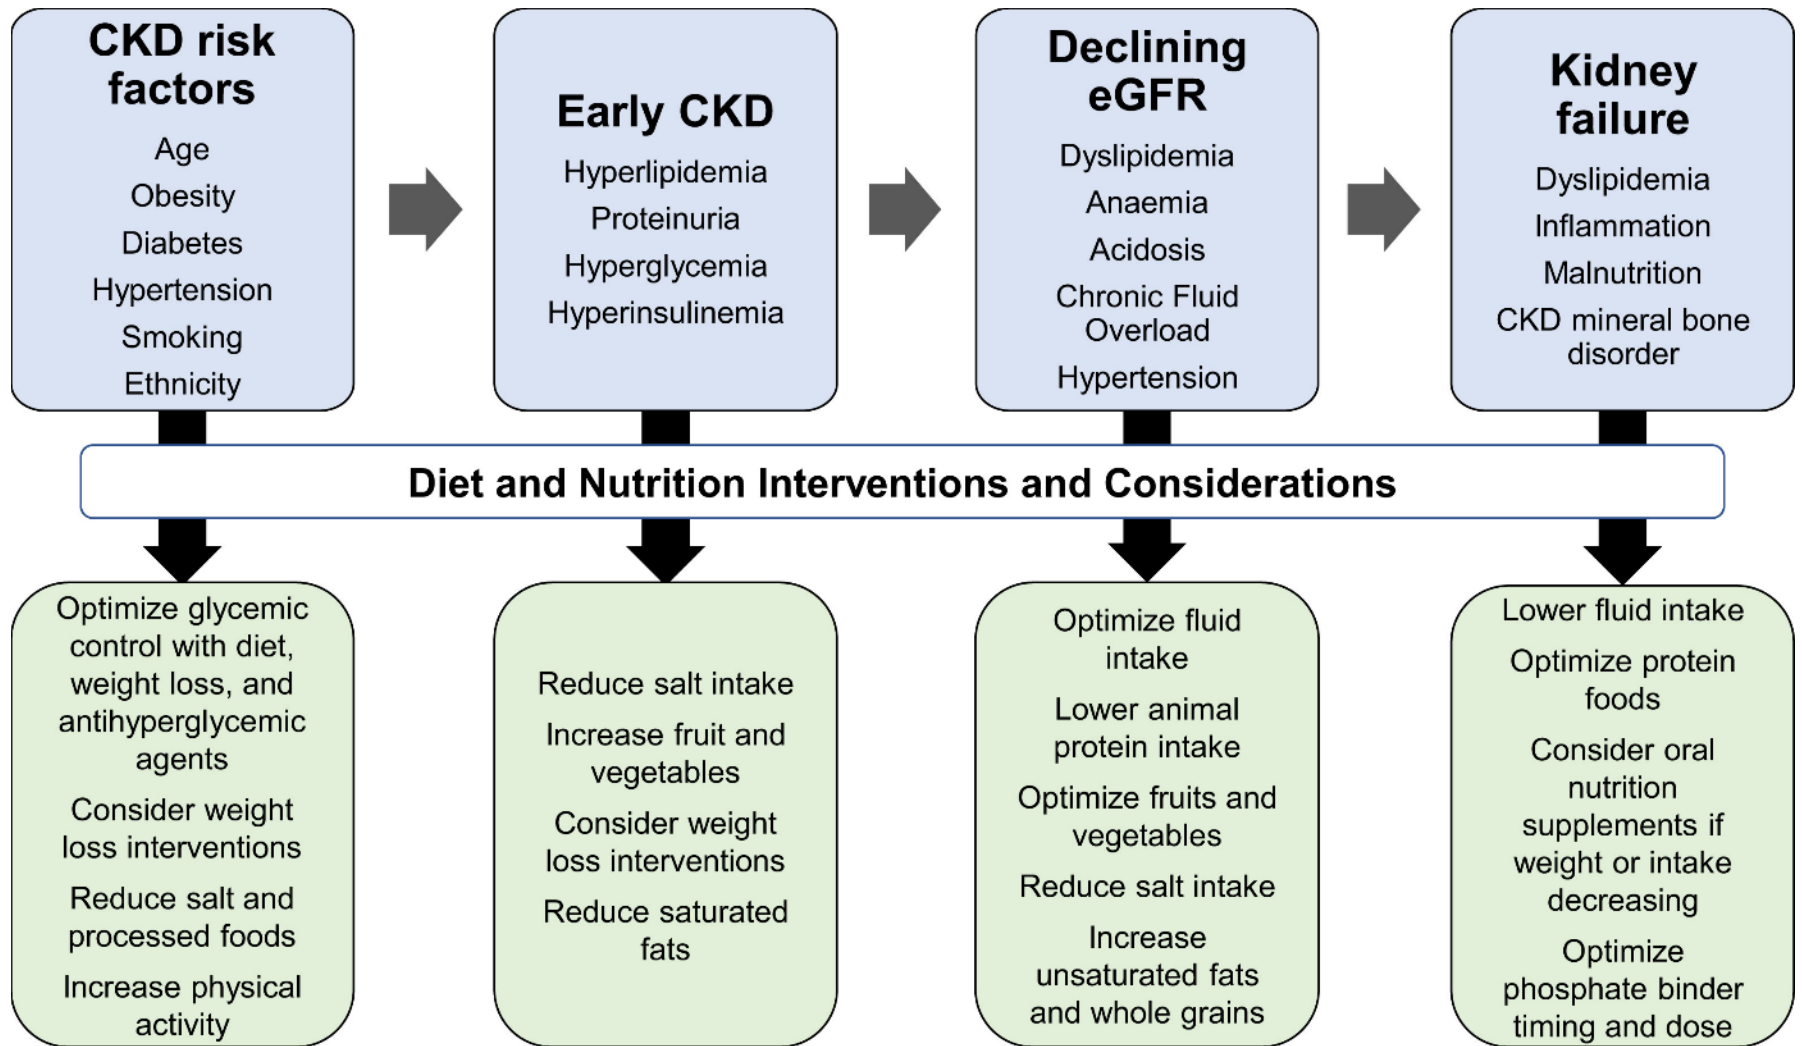 CKD risk
factors
Age
Obesity
Diabetes
Hypertension
Smoking
Ethnicity
Early CKD
Hyperlipidemia
Proteinuria
Hyperglycemia
Hyperinsulinemia
Declining
eGFR
Dyslipidemia
Anaemia
Acidosis
Chronic Fluid
Overload
Hypertension
Kidney
failure
Dyslipidemia
Inflammation
Malnutrition
CKD mineral bone
disorder
Diet and Nutrition Interventions and Considerations
Optimize glycemic
control with diet,
weight loss, and
antihyperglycemic
agents
Consider weight
loss interventions
Reduce salt and
processed foods
Increase physical
activity
Reduce salt intake
Increase fruit and
vegetables
Consider weight
loss interventions
Reduce saturated
fats
Optimize fluid
intake
Lower animal
protein intake
Optimize fruits and
vegetables
Reduce salt intake
Increase
unsaturated fats
and whole grains
Lower fluid intake
Optimize protein
foods
Consider oral
nutrition
supplements if
weight or intake
decreasing
Optimize
phosphate binder
timing and dose